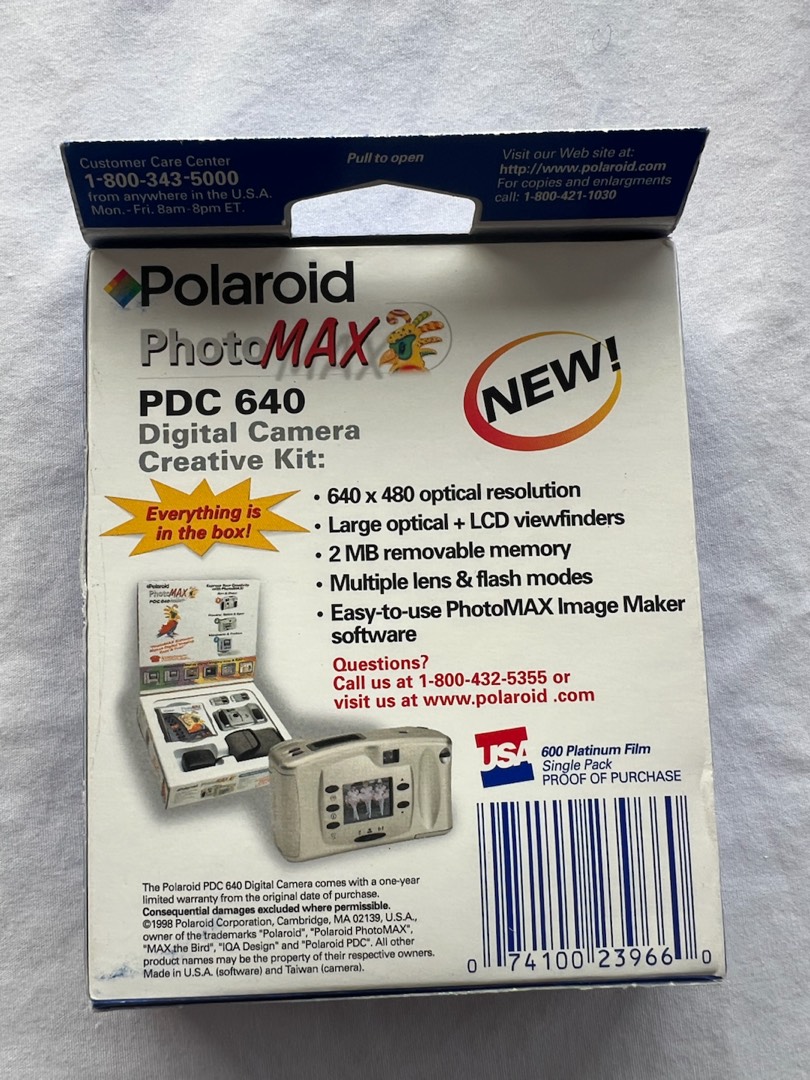 Customer Care Center
1-800-343-5000
from anywhere in the U.S.A.
Mon.-Fri. 8am-8pm ET.
Pull to open
Visit our Web site at:
http://www.polaroid.com
For copies and enlargments
call: 1-800-421-1030
Polaroid
PhotoMAX
PDC 640
Digital Camera
Creative Kit:
NEW!
Everything is
in the box!
• 640 x 480 optical resolution
• Large optical + LCD viewfinders
• 2 MB removable memory
• Multiple lens & flash modes
• Easy-to-use PhotoMAX Image Maker
software
Questions?
Call us at 1-800-432-5355 or
visit us at www.polaroid .com
Polaroid
PhotoMAX
PDC 640
USA
600 Platinum Film
Single Pack
PROOF OF PURCHASE
The Polaroid PDC 640 Digital Camera comes with a one-year
limited warranty from the original date of purchase.
Consequential damages excluded where permissible.
©1998 Polaroid Corporation, Cambridge, MA 02139, U.S.A.,
owner of the trademarks "Polaroid", "Polaroid PhotoMAX",
"MAX the Bird", "IQA Design" and "Polaroid PDC". All other
product names may be the property of their respective owners.
Made in U.S.A. (software) and Taiwan (camera).
0 74100 23966 0